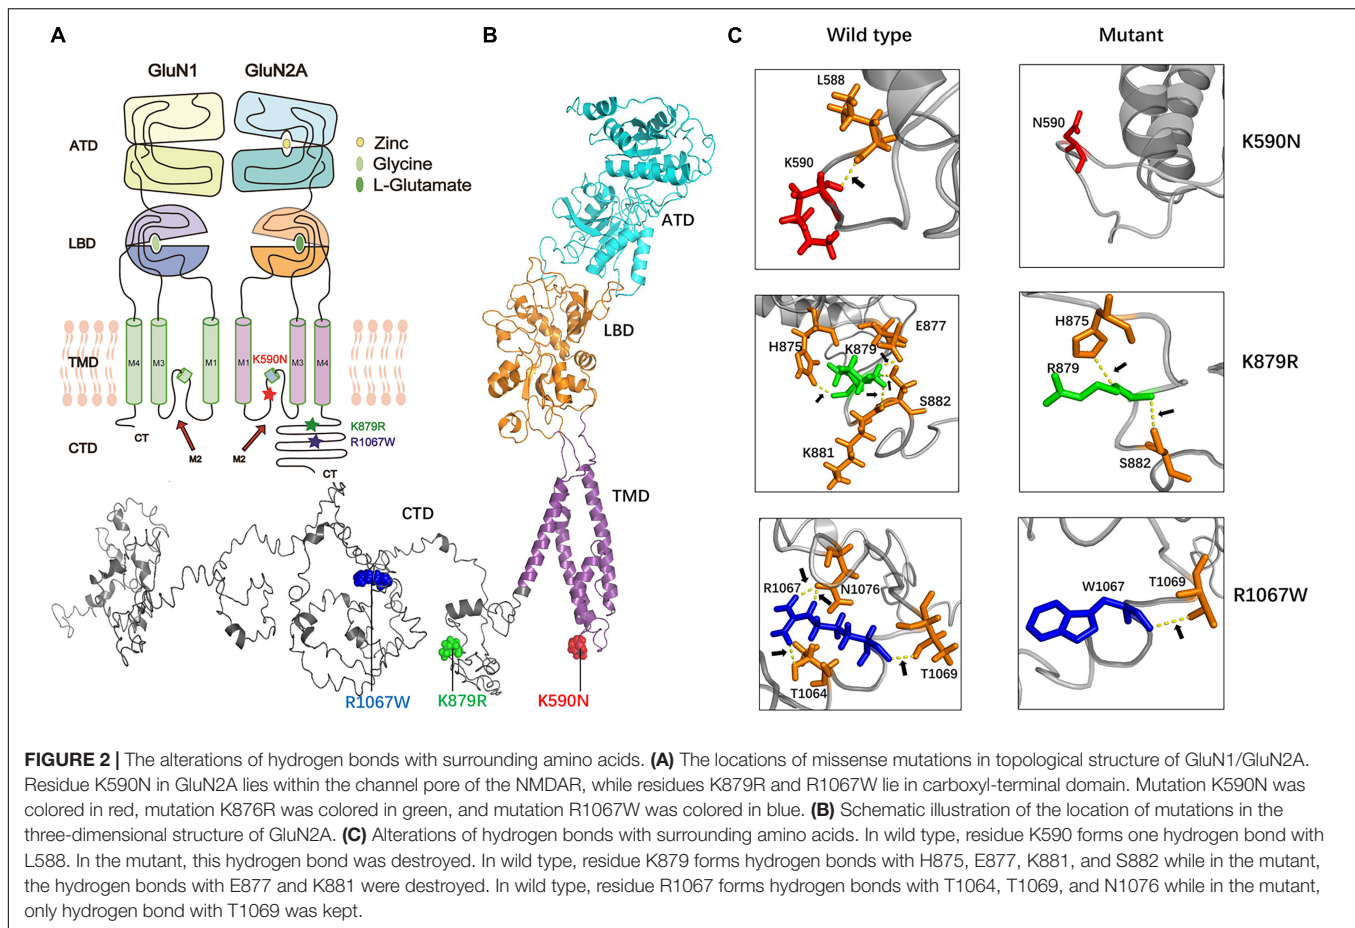 A
GluN1
GluN2A
ATD
Zinc
Glycine
L-Glutamate
LBD
TMD
M4
M3
M1
M1
K590N
M3
M4
K879R
R1067W
CTD
CT
M2
M2
CT
B
ATD
LBD
TMD
CTD
R1067W
K879R
K590N
C
Wild type
Mutant
L588
K590
N590
K590N
H875
K879
E877
S882
K881
H875
R879
S882
K879R
R1067
N1076
T1064
T1069
W1067
T1069
R1067W
FIGURE 2 | The alterations of hydrogen bonds with surrounding amino acids. (A) The locations of missense mutations in topological structure of GluN1/GluN2A.
Residue K590N in GluN2A lies within the channel pore of the NMDAR, while residues K879R and R1067W lie in carboxyl-terminal domain. Mutation K590N was
colored in red, mutation K876R was colored in green, and mutation R1067W was colored in blue. (B) Schematic illustration of the location of mutations in the
three-dimensional structure of GluN2A. (C) Alterations of hydrogen bonds with surrounding amino acids. In wild type, residue K590 forms one hydrogen bond with
L588. In the mutant, this hydrogen bond was destroyed. In wild type, residue K879 forms hydrogen bonds with H875, E877, K881, and S882 while in the mutant,
the hydrogen bonds with E877 and K881 were destroyed. In wild type, residue R1067 forms hydrogen bonds with T1064, T1069, and N1076 while in the mutant,
only hydrogen bond with T1069 was kept.